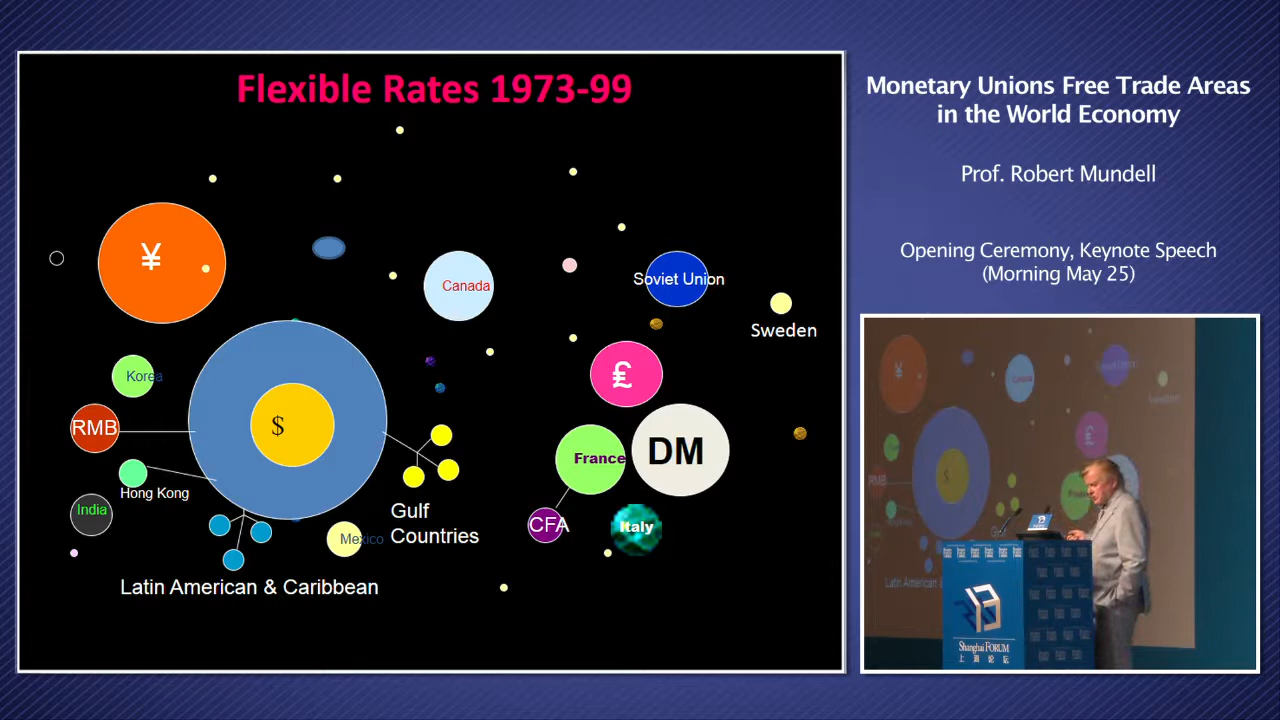 Flexible Rates 1973-99
¥
Canada
Soviet Union
Sweden
Korea
£
RMB
$
France
DM
Hong Kong
India
Gulf
Countries
CFA
Italy
Mexico
Latin American & Caribbean
Monetary Unions Free Trade Areas
in the World Economy
Prof. Robert Mundell
Opening Ceremony, Keynote Speech
(Morning May 25)
Shanghai FORUM
上海论坛